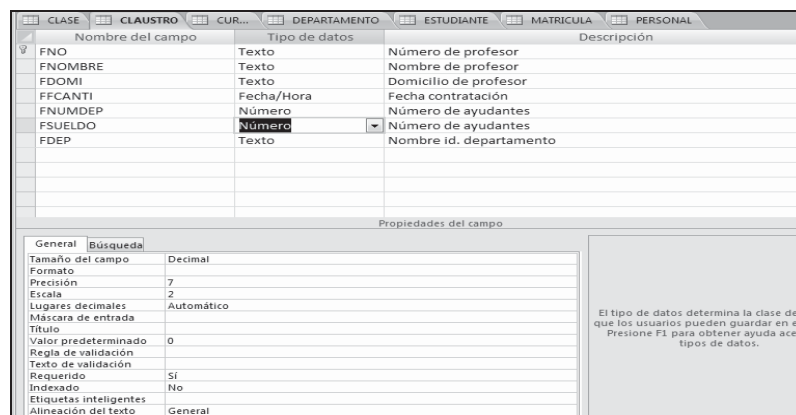 CLASE CLAUSTRO CUR... DEPARTAMENTO ESTUDIANTE MATRICULA PERSONAL
Nombre del campo Tipo de datos Descripción
FNO Texto Número de profesor
FNOMBRE Texto Nombre de profesor
FDOMI Texto Domicilio de profesor
FFCANTI Fecha/Hora Fecha contratación
FNUMDEP Número Número de ayudantes
FSUELDO Número Número de ayudantes
FDEP Texto Nombre id. departamento
Propiedades del campo
General Búsqueda
Tamaño del campo Decimal
Formato
Precisión 7
Escala 2
Lugares decimales Automático
Máscara de entrada
Título
Valor predeterminado 0
Regla de validación
Texto de validación
Requerido Sí
Indexado No
Etiquetas inteligentes
Alineación del texto General
El tipo de datos determina la clase de
que los usuarios pueden guardar en e
Presione F1 para obtener ayuda ace
tipos de datos.